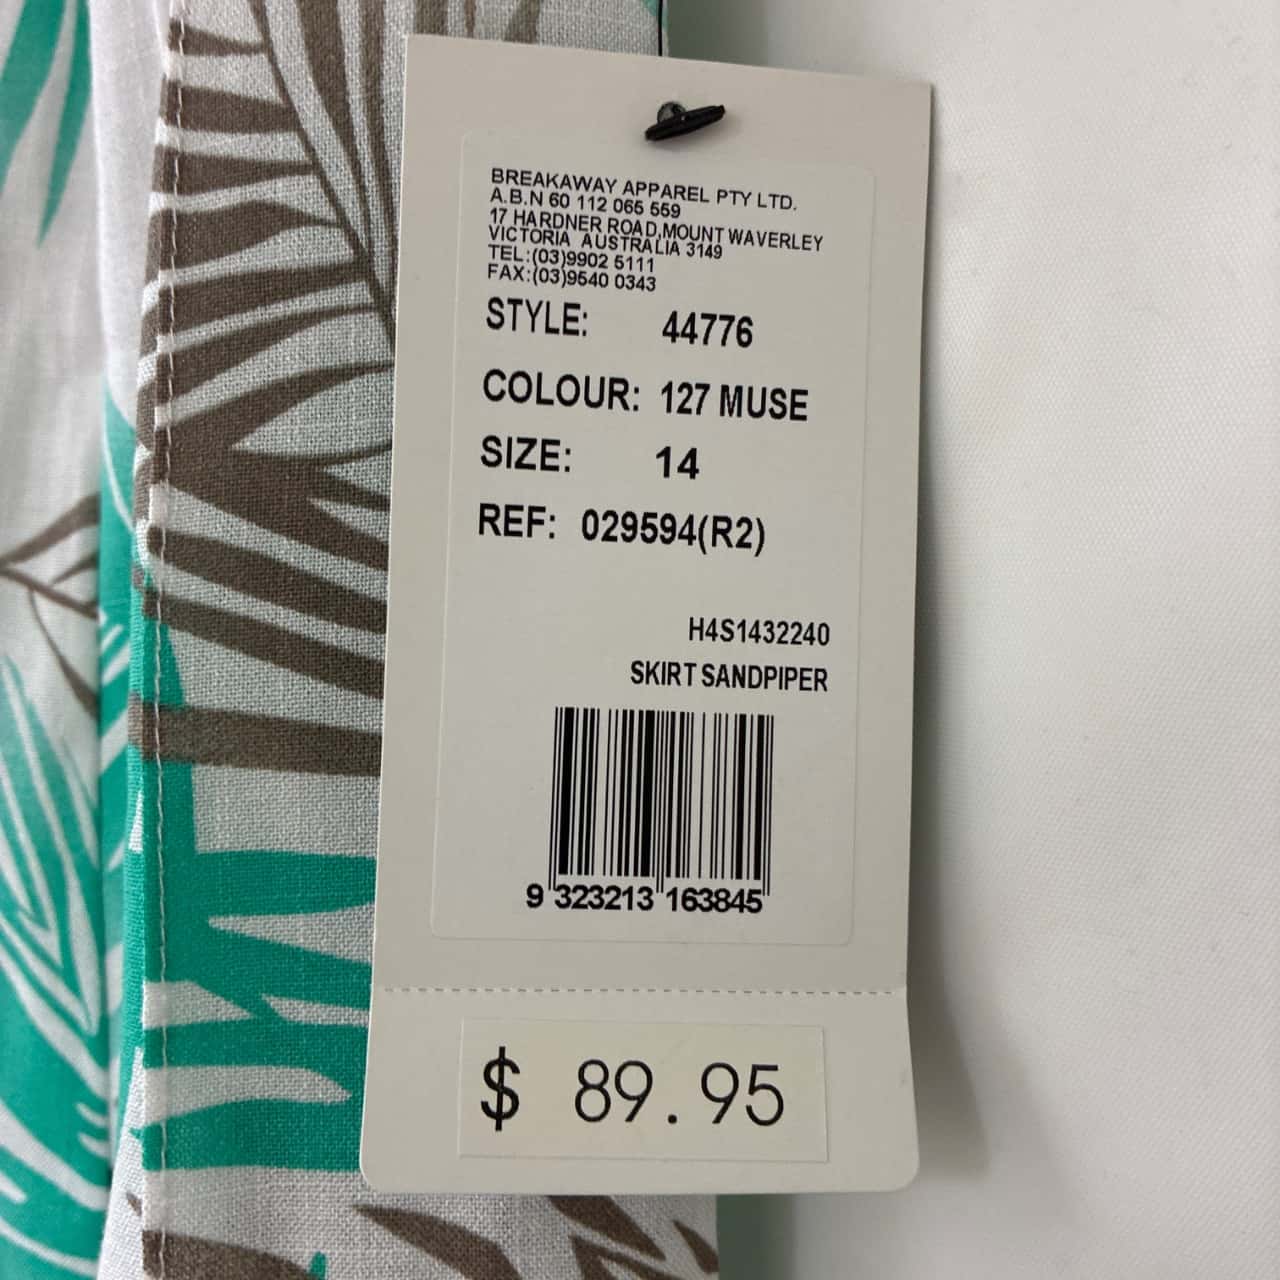 BREAKAWAY APPAREL PTY LTD.
A.B.N 60 112 065 559
17 HARDNER ROAD,MOUNT WAVERLEY
VICTORIA AUSTRALIA 3149
TEL:(03)9902 5111
FAX:(03)9540 0343
STYLE: 44776
COLOUR: 127 MUSE
SIZE: 14
REF: 029594(R2)
H4S1432240
SKIRT SANDPIPER
9 323213 163845
$ 89.95